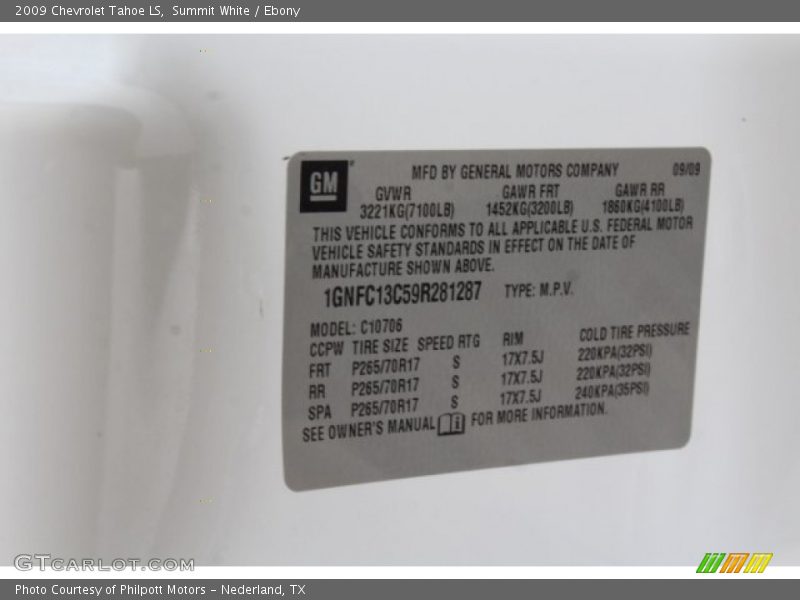 2009 Chevrolet Tahoe LS, Summit White / Ebony
GM
MFD BY GENERAL MOTORS COMPANY 09/09
GVWR GAWR FRT GAWR RR
3221KG(7100LB) 1452KG(3200LB) 1860KG(4100LB)
THIS VEHICLE CONFORMS TO ALL APPLICABLE U.S. FEDERAL MOTOR
VEHICLE SAFETY STANDARDS IN EFFECT ON THE DATE OF
MANUFACTURE SHOWN ABOVE.
1GNFC13C59R281287 TYPE: M.P.V.
MODEL: C10706
CCPW TIRE SIZE SPEED RTG RIM COLD TIRE PRESSURE
FRT P265/70R17 S 17X7.5J 220KPA(32PSI)
RR P265/70R17 S 17X7.5J 220KPA(32PSI)
SPA P265/70R17 S 17X7.5J 240KPA(35PSI)
SEE OWNER'S MANUAL FOR MORE INFORMATION.
GTcarlot.com
Photo Courtesy of Philpott Motors - Nederland, TX